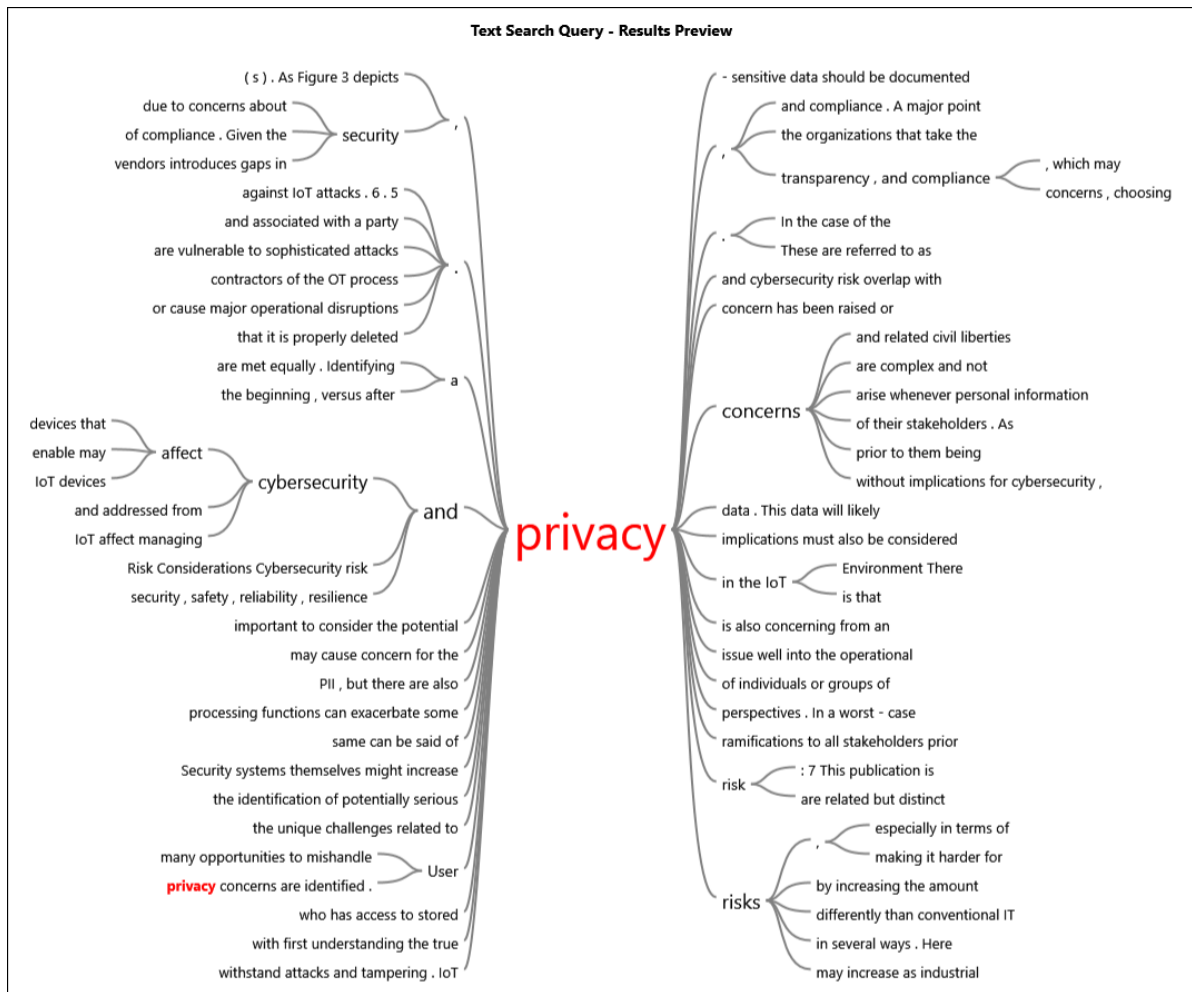 Text Search Query - Results Preview
( s ) . As Figure 3 depicts
due to concerns about
of compliance . Given the
vendors introduces gaps in
security
,
against IoT attacks . 6 . 5
and associated with a party
are vulnerable to sophisticated attacks
contractors of the OT process
or cause major operational disruptions
that it is properly deleted
.
are met equally . Identifying
the beginning , versus after
a
devices that
enable may
IoT devices
affect
and addressed from
IoT affect managing
cybersecurity
Risk Considerations Cybersecurity risk
security , safety , reliability , resilience
and
important to consider the potential
may cause concern for the
PII , but there are also
processing functions can exacerbate some
same can be said of
Security systems themselves might increase
the identification of potentially serious
the unique challenges related to
many opportunities to mishandle
privacy concerns are identified .
User
who has access to stored
with first understanding the true
withstand attacks and tampering . IoT
privacy
- sensitive data should be documented
,
and compliance . A major point
the organizations that take the
transparency , and compliance
, which may
concerns , choosing
.
In the case of the
These are referred to as
and cybersecurity risk overlap with
concern has been raised or
concerns
and related civil liberties
are complex and not
arise whenever personal information
of their stakeholders . As
prior to them being
without implications for cybersecurity ,
data . This data will likely
implications must also be considered
in the IoT
Environment There
is that
is also concerning from an
issue well into the operational
of individuals or groups of
perspectives . In a worst - case
ramifications to all stakeholders prior
risk
: 7 This publication is
are related but distinct
risks
,
especially in terms of
making it harder for
by increasing the amount
differently than conventional IT
in several ways . Here
may increase as industrial